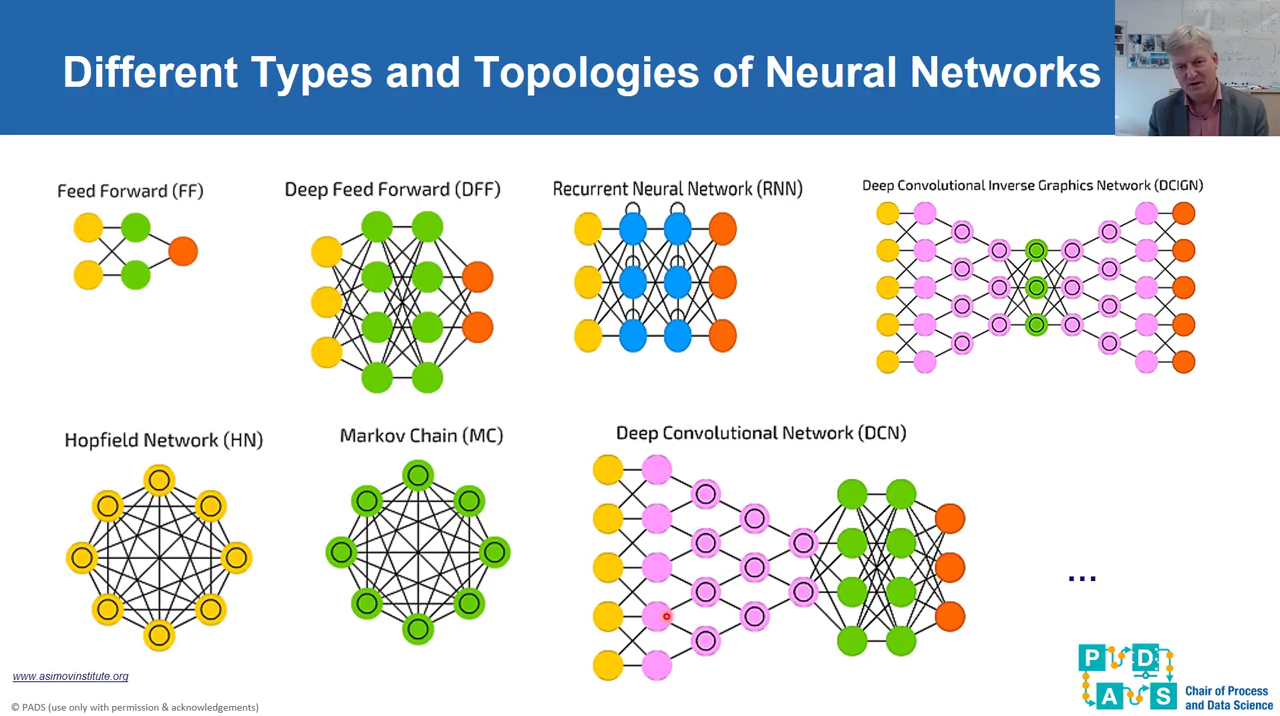 Different Types and Topologies of Neural Networks
Feed Forward (FF)
Deep Feed Forward (DFF)
Recurrent Neural Network (RNN)
Deep Convolutional Inverse Graphics Network (DCIGN)
Hopfield Network (HN)
Markov Chain (MC)
Deep Convolutional Network (DCN)
...
www.asimovinstitute.org
© PADS (use only with permission & acknowledgements)
P D
A S
Chair of Process
and Data Science